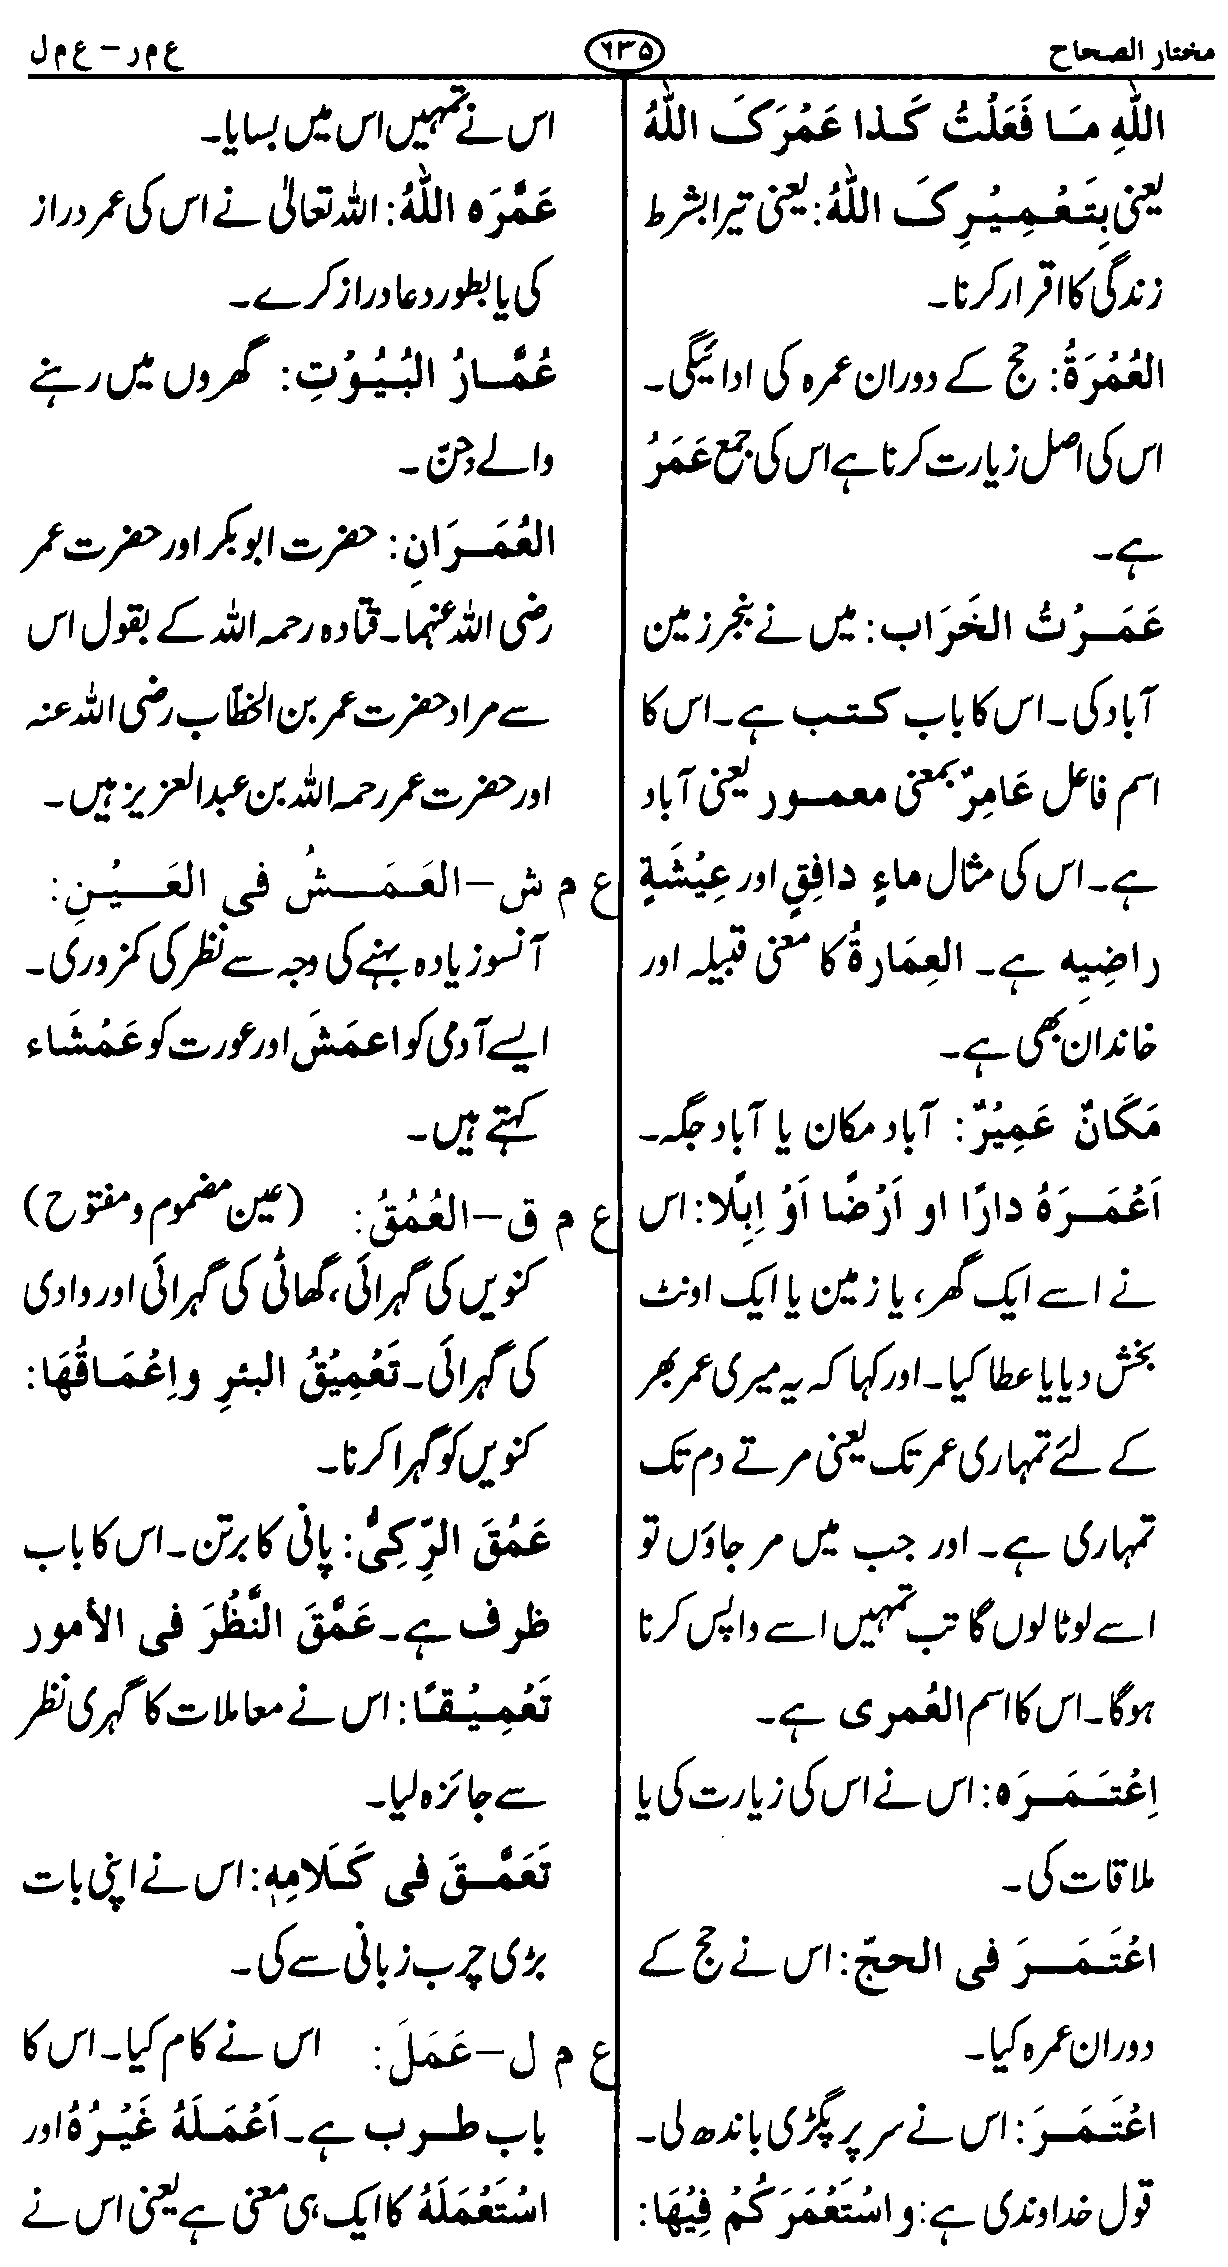 مختار الصحاح ۶۳۵ ع م ر – ع م ل
اللّٰہِ مَا فَعَلْتُ کَذا عَمْرَکَ اللّٰہُ
یعنی بِتَعْمِیْرِکَ اللّٰہُ: یعنی تیرا بشرط
زندگی کا اقرار کرنا۔
العُمْرَۃُ: حج کے دوران عمرہ کی ادائیگی۔
اس کی اصل زیارت کرنا ہے اس کی جمع عَمَرُ
ہے۔
عَمَرْتُ الخَرَاب: میں نے بنجر زمین
آباد کی۔ اس کا باب کتب ہے۔ اس کا
اسم فاعل عَامِرٌ بمعنی معمور یعنی آباد
ہے۔ اس کی مثال ماءٍ دافِقٍ اور عِیْشَۃٍ
راضِیِہ ہے۔ العِمَارۃُ کا معنی قبیلہ اور
خاندان بھی ہے۔
مَکَانٌ عَمِیْرٌ: آباد مکان یا آباد جگہ۔
اَعْمَرَہُ دارًا او اَرْضًا اَوْ اِبِلًا: اس
نے اسے ایک گھر، یا زمین یا ایک اونٹ
بخش دیا یا عطا کیا۔ اور کہا کہ یہ میری عمر بھر
کے لئے تمہاری عمر تک یعنی مرتے دم تک
تمہاری ہے۔ اور جب میں مر جاؤں تو
اسے لوٹا لوں گا تب تمہیں اسے واپس کرنا
ہوگا۔ اس کا اسم العُمری ہے۔
اِعْتَمَرَہ: اس نے اس کی زیارت کی یا
ملاقات کی۔
اعْتَمَرَ فی الحجّ: اس نے حج کے
دوران عمرہ کیا۔
اعْتَمَرَ: اس نے سر پر پگڑی باندھ لی۔
قول خداوندی ہے: و اسْتَعْمَرَکُمْ فِیْہَا:
اس نے تمہیں اس میں بسایا۔
عَمَّرَہ اللّٰہُ: اللہ تعالیٰ نے اس کی عمر دراز
کی یا بطور دعا دراز کرے۔
عُمَّارُ البُیُوْتِ: گھروں میں رہنے
والے جنّ۔
العُمَرَانِ: حضرت ابوبکر اور حضرت عمر
رضی اللہ عنہما۔ قتادہ رحمہ اللہ کے بقول اس
سے مراد حضرت عمر بن الخطّاب رضی اللہ عنہ
اور حضرت عمر رحمہ اللہ بن عبدالعزیز ہیں۔
ع م ش – العَمَشُ فی العَیْنِ:
آنسو زیادہ بہنے کی وجہ سے نظر کی کمزوری۔
ایسے آدمی کو اعمَشَ اور عورت کو عَمْشَاء
کہتے ہیں۔
ع م ق – العُمْقُ: (عین مضموم و مفتوح)
کنویں کی گہرائی، گھاٹی کی گہرائی اور وادی
کی گہرائی۔ تَعْمِیْقُ البئرِ و اِعْمَاقُہَا:
کنویں کو گہرا کرنا۔
عَمُقَ الرِّکِیُّ: پانی کا برتن۔ اس کا باب
ظرف ہے۔ عَمَّقَ النَّظُرَ فی الأمور
تَعْمِیْقًا: اس نے معاملات کا گہری نظر
سے جائزہ لیا۔
تَعَمَّقَ فی کَلَامِہٖ: اس نے اپنی بات
بڑی چرب زبانی سے کی۔
ع م ل – عَمَلَ: اس نے کام کیا۔ اس کا
باب طرب ہے۔ اَعْمَلَہُ غَیْرُہُ اور
اسْتَعْمَلَہُ کا ایک ہی معنی ہے یعنی اس نے